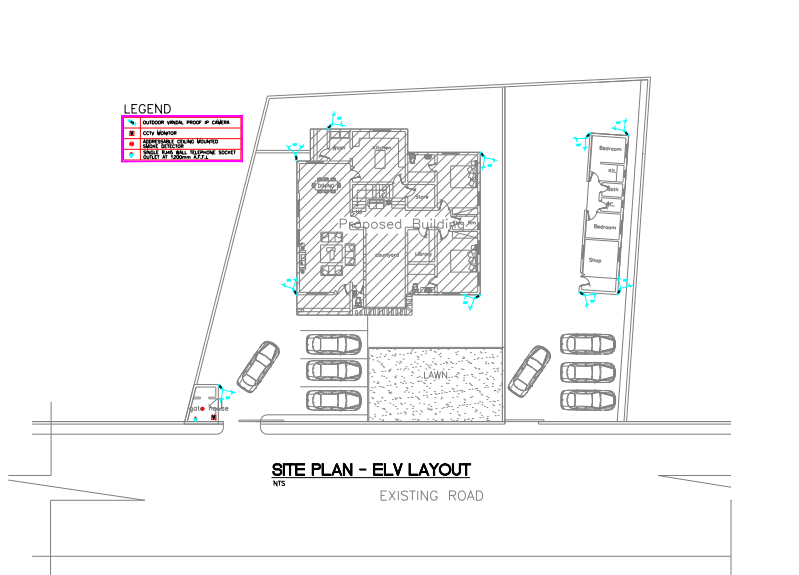 LEGEND
OUTDOOR VANDAL PROOF IP CAMERA
CCTV MONITOR
ADDRESSABLE CEILING MOUNTED
SMOKE DETECTOR
SINGLE RJ45 WALL TELEPHONE SOCKET
OUTLET AT 1200mm A.F.F.L
Kitchen
DINING
Store
Proposed Building
courtyard
Library
Bedroom
Kit.
Bath
Bedroom
Shop
LAWN
gate house
SITE PLAN - ELV LAYOUT
NTS
EXISTING ROAD